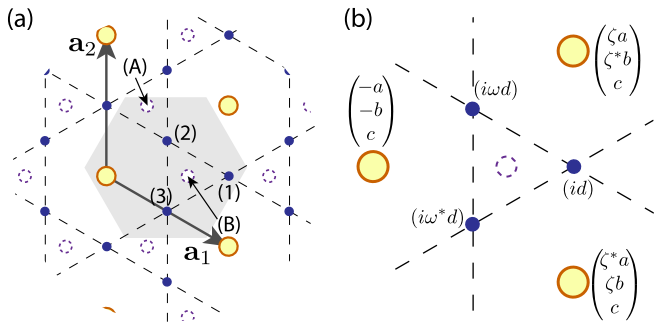 (a)
a₂
(A)
(2)
(3)
(1)
(B)
a₁
(b)
(ζa
ζ*b
c)
(−a
−b
c)
(iωd)
(id)
(iω*d)
(ζ*a
ζb
c)